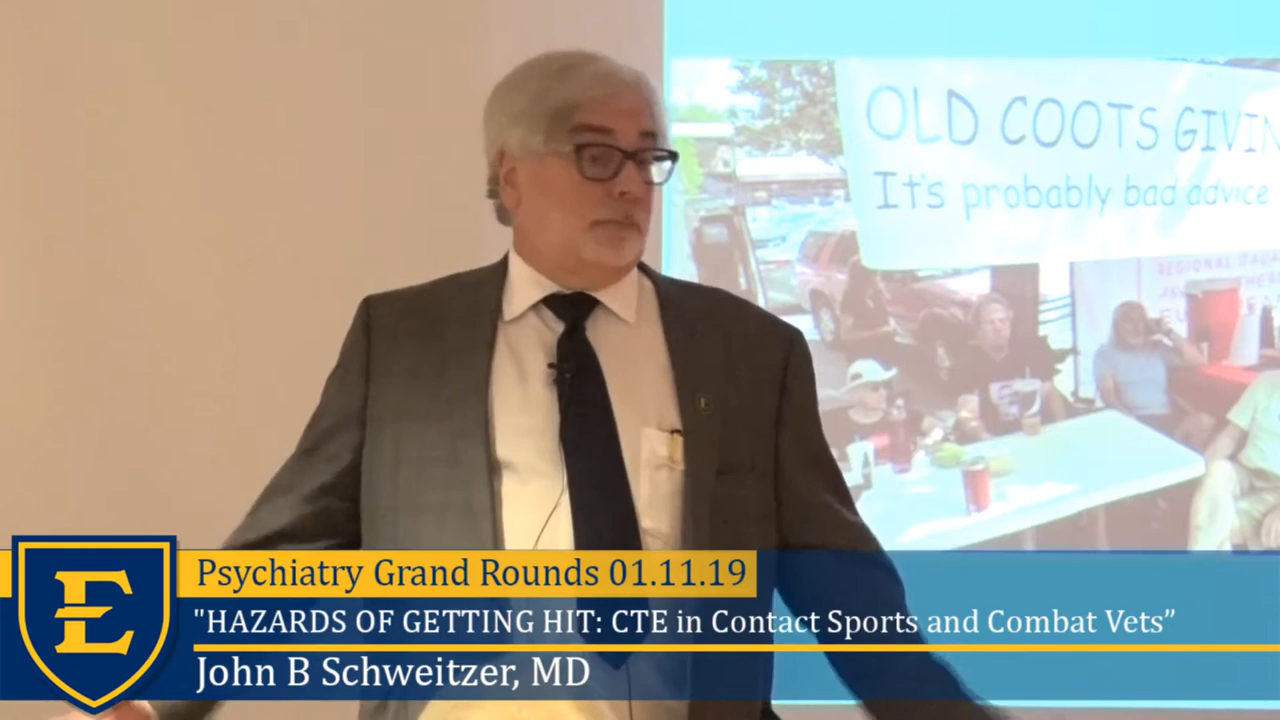 OLD COOTS GIVIN
It's probably bad advice
REGIONAL
E
Psychiatry Grand Rounds 01.11.19
"HAZARDS OF GETTING HIT: CTE in Contact Sports and Combat Vets”
John B Schweitzer, MD